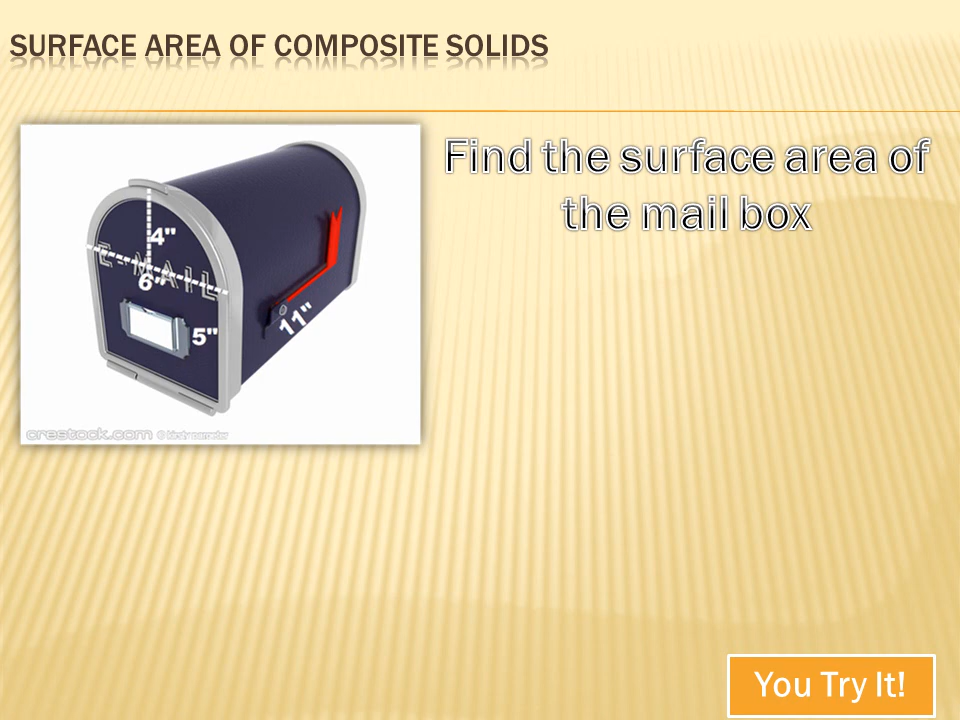 SURFACE AREA OF COMPOSITE SOLIDS
Find the surface area of
the mail box
4"
E-MAIL
6"
5"
11"
crestock.com
You Try It!